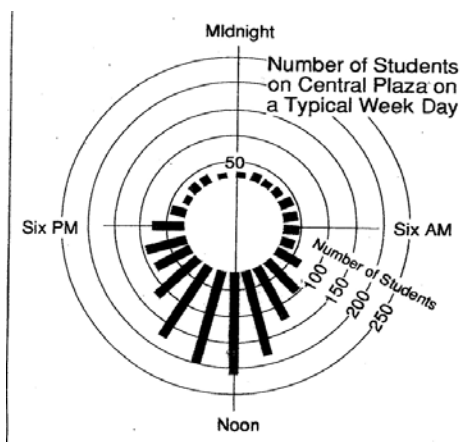 MIdnight
Number of Students
on Central Plaza on
a Typical Week Day
50
Six PM
Six AM
Number of Students
100
150
200
250
Noon